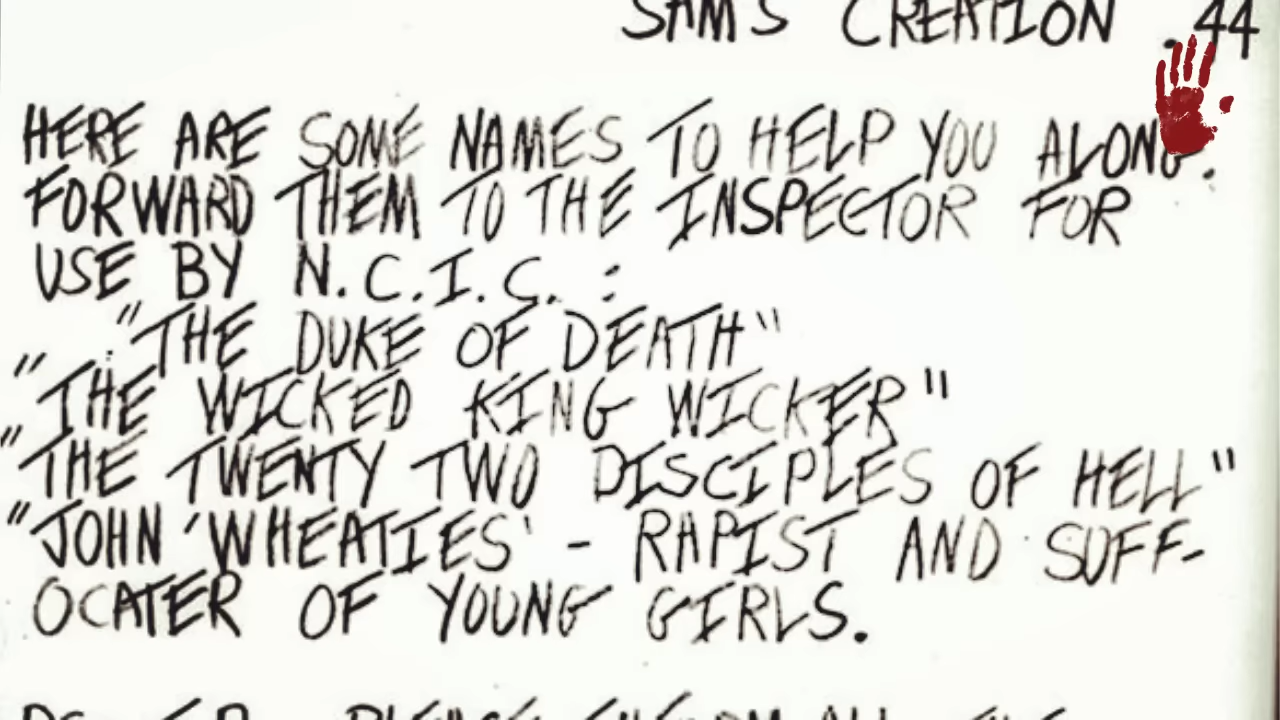 SAM'S CREATION .44
HERE ARE SOME NAMES TO HELP YOU ALONG.
FORWARD THEM TO THE INSPECTOR FOR
USE BY N.C.I.C. :
"THE DUKE OF DEATH"
"THE WICKED KING WICKER"
"THE TWENTY TWO DISCIPLES OF HELL"
"JOHN 'WHEATIES' - RAPIST AND SUFF-
OCATER OF YOUNG GIRLS.